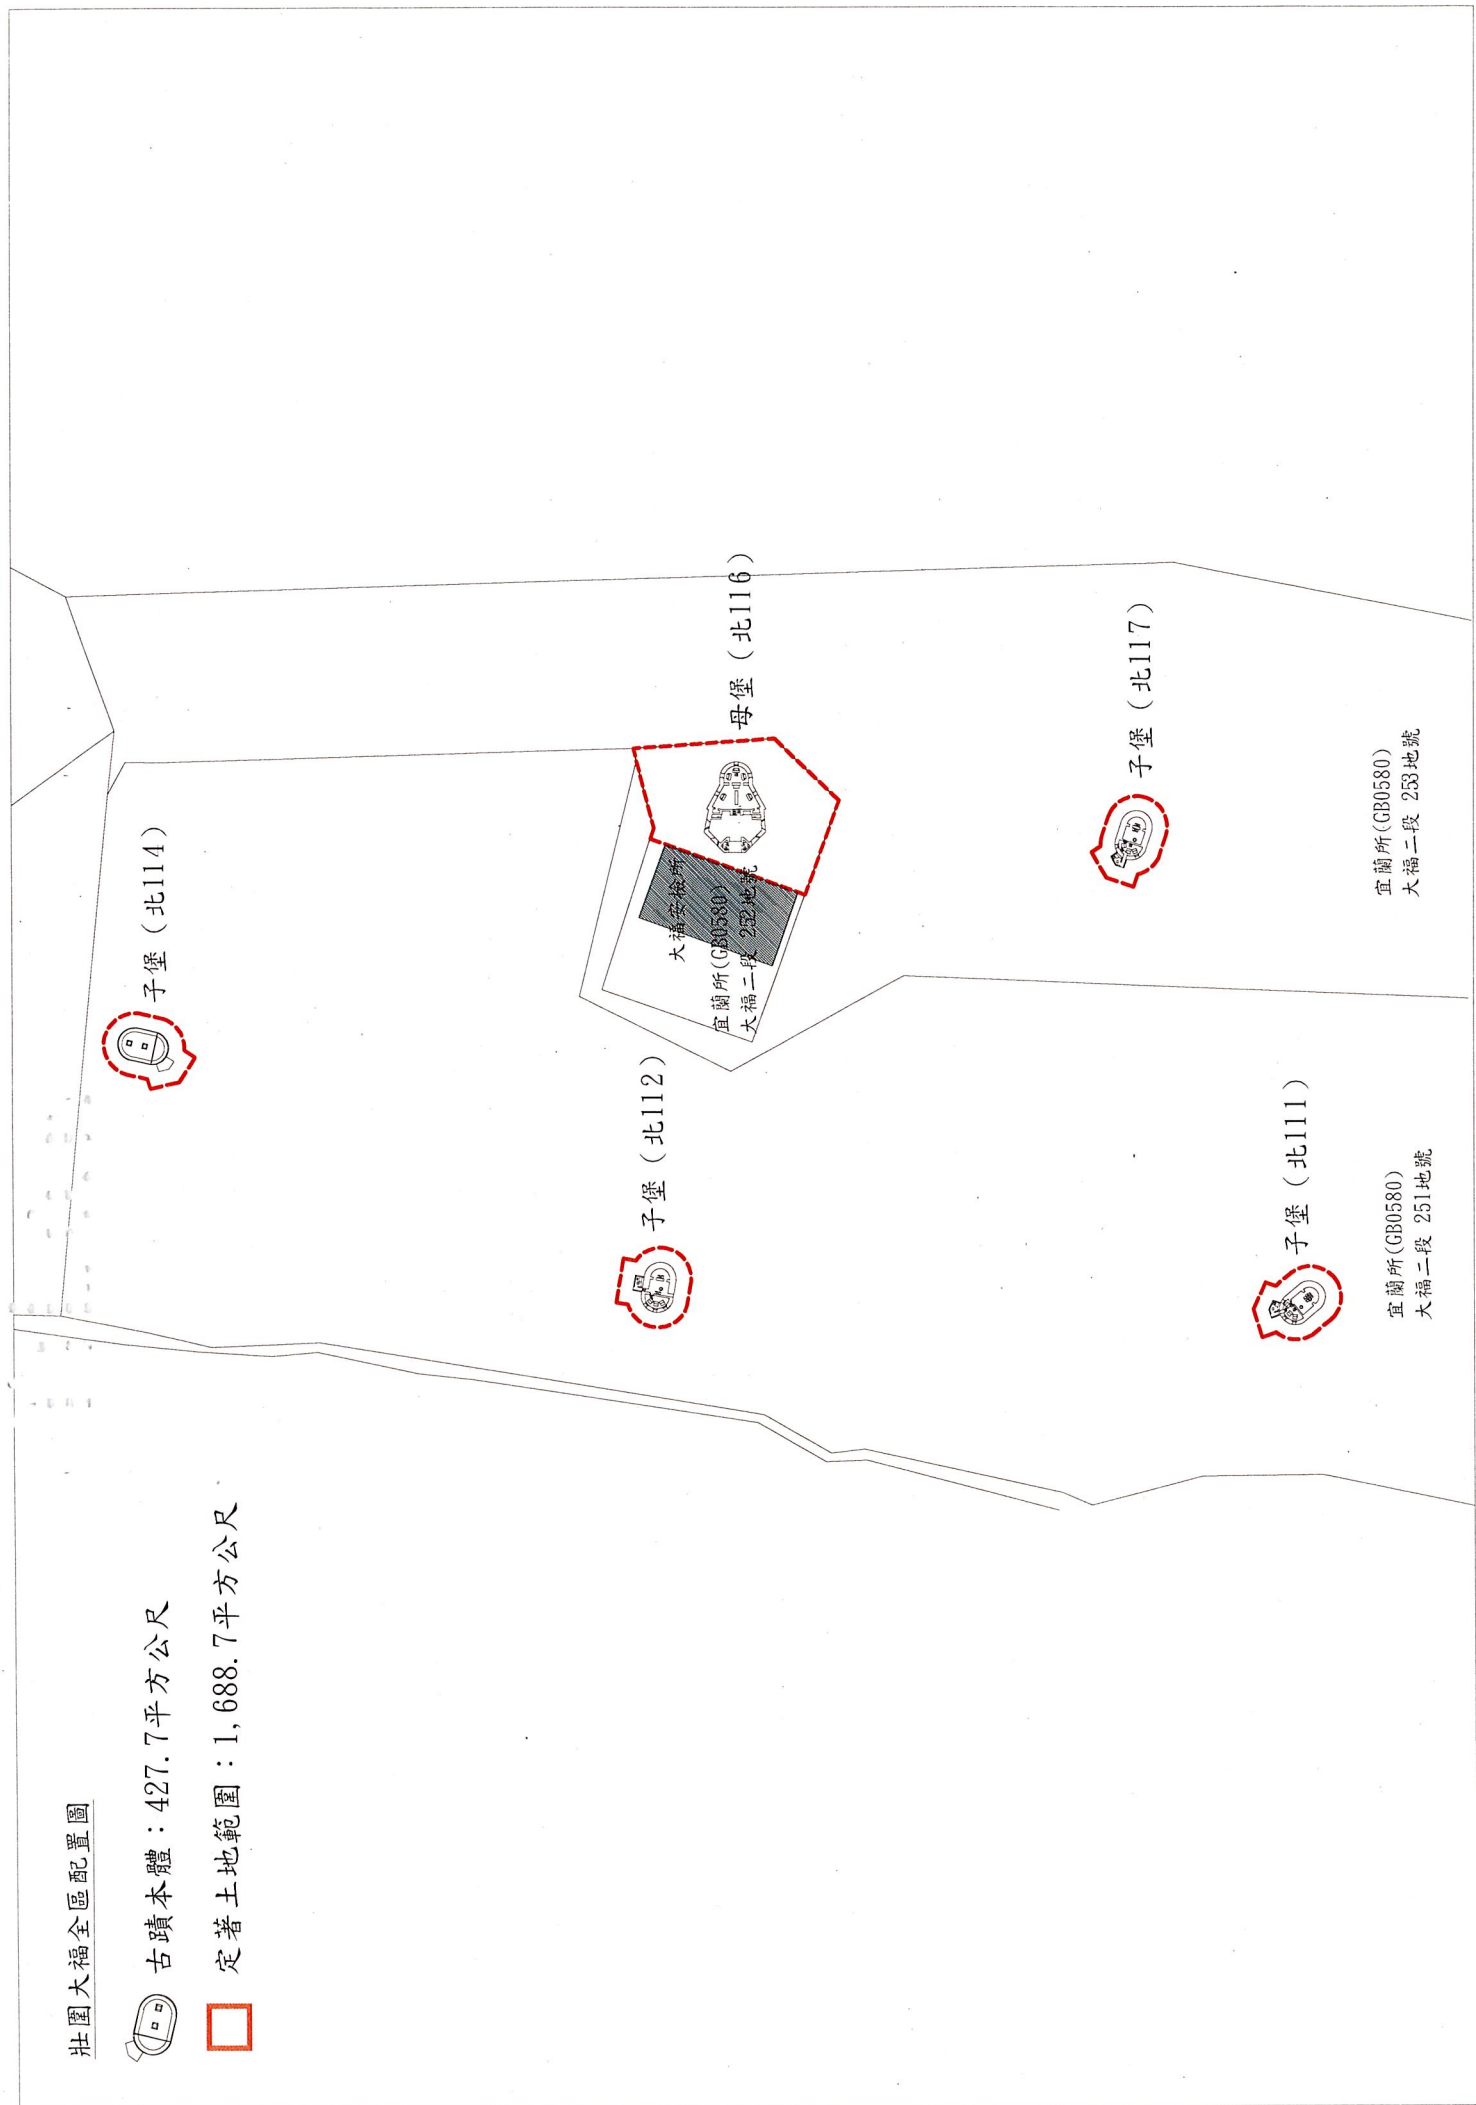 壯圍大福全區配置圖
古蹟本體：427.7平方公尺
定著土地範圍：1,688.7平方公尺
子堡（北114）
子堡（北112）
子堡（北111）
母堡（北116）
子堡（北117）
大福安檢所
宜蘭所(GB0580)
大福二段 252地號
宜蘭所(GB0580)
大福二段 251地號
宜蘭所(GB0580)
大福二段 253地號